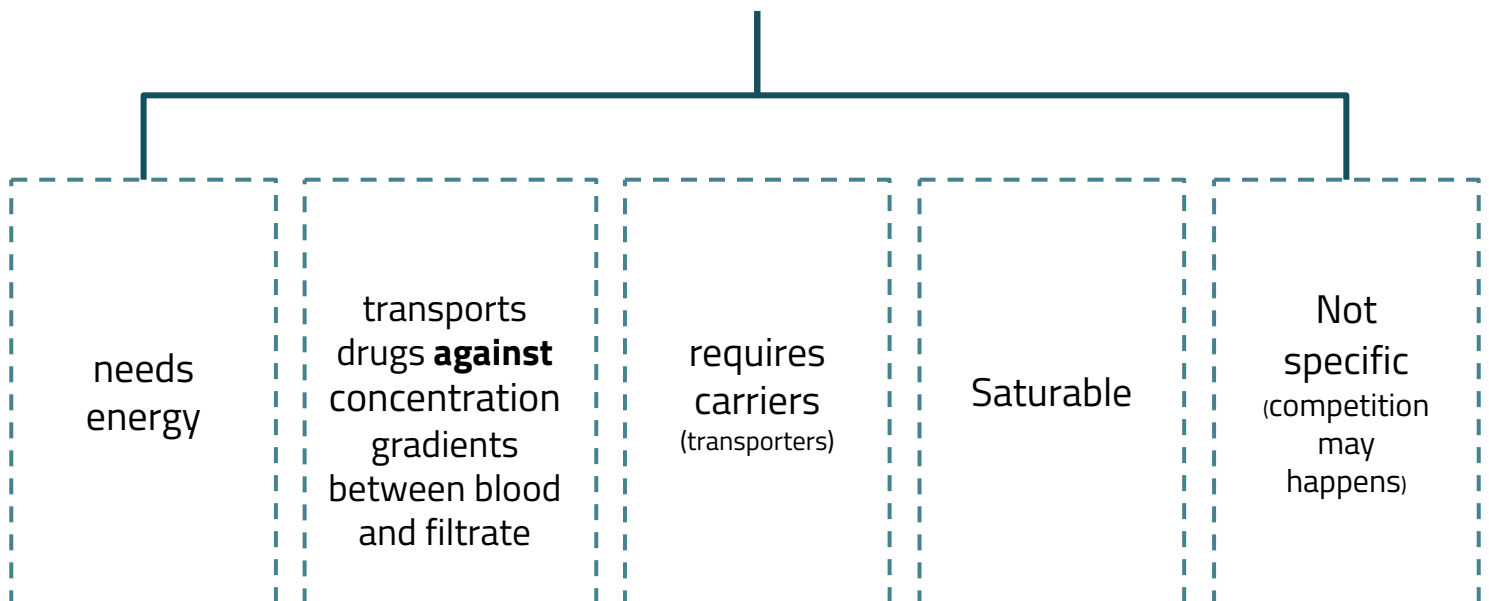 needs
energy
transports
drugs against
concentration
gradients
between blood
and filtrate
requires
carriers
(transporters)
Saturable
Not
specific
(competition
may
happens)